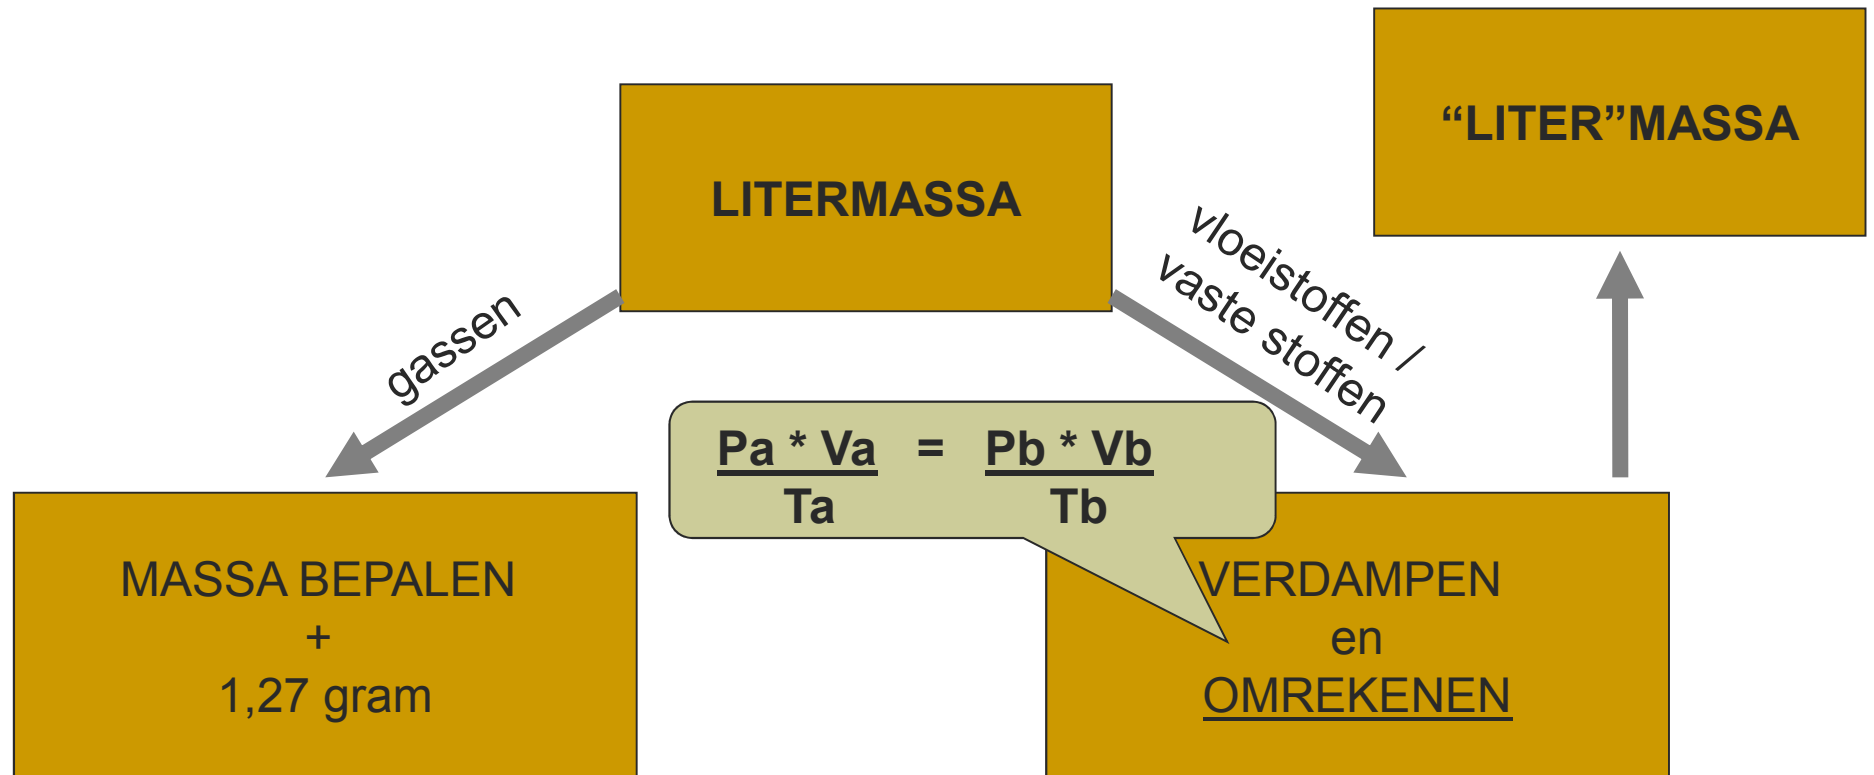 “LITER”MASSA
LITERMASSA
gassen
vloeistoffen /
vaste stoffen
Pa * Va = Pb * Vb
Ta Tb
MASSA BEPALEN
+
1,27 gram
VERDAMPEN
en
OMREKENEN